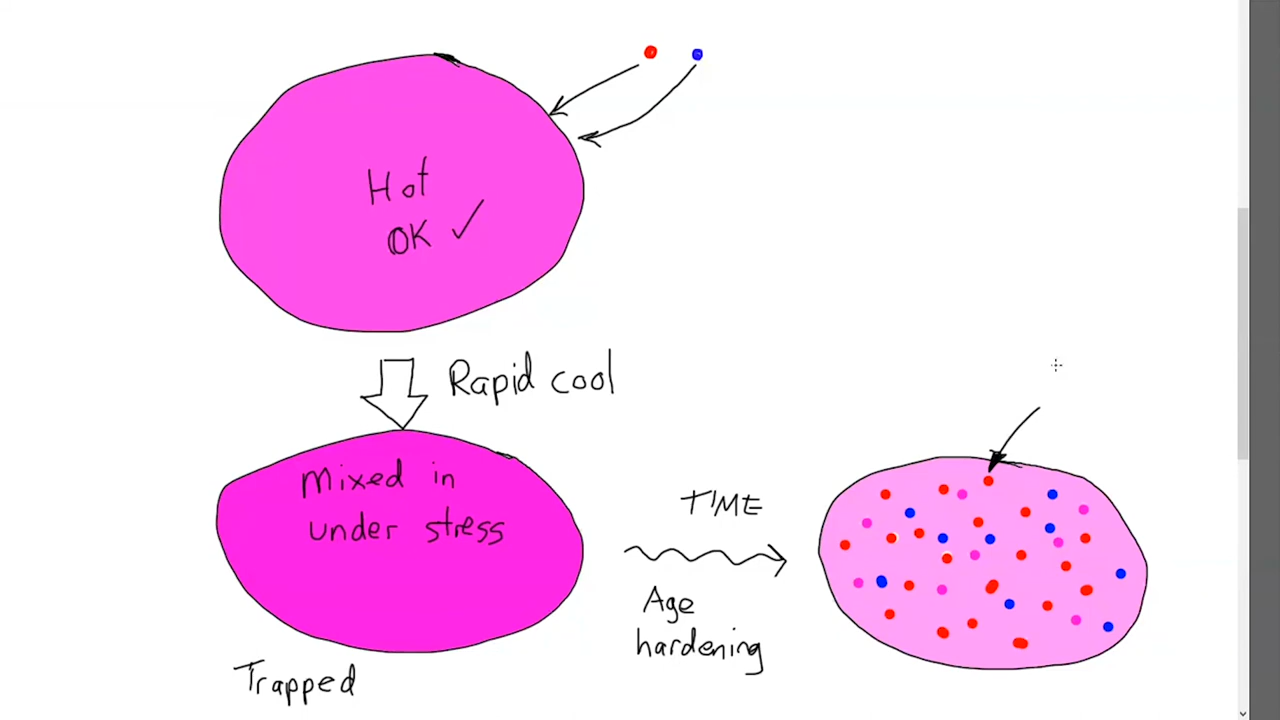 Hot
OK ✓
Rapid cool
Mixed in
under stress
Trapped
TIME
Age
hardening